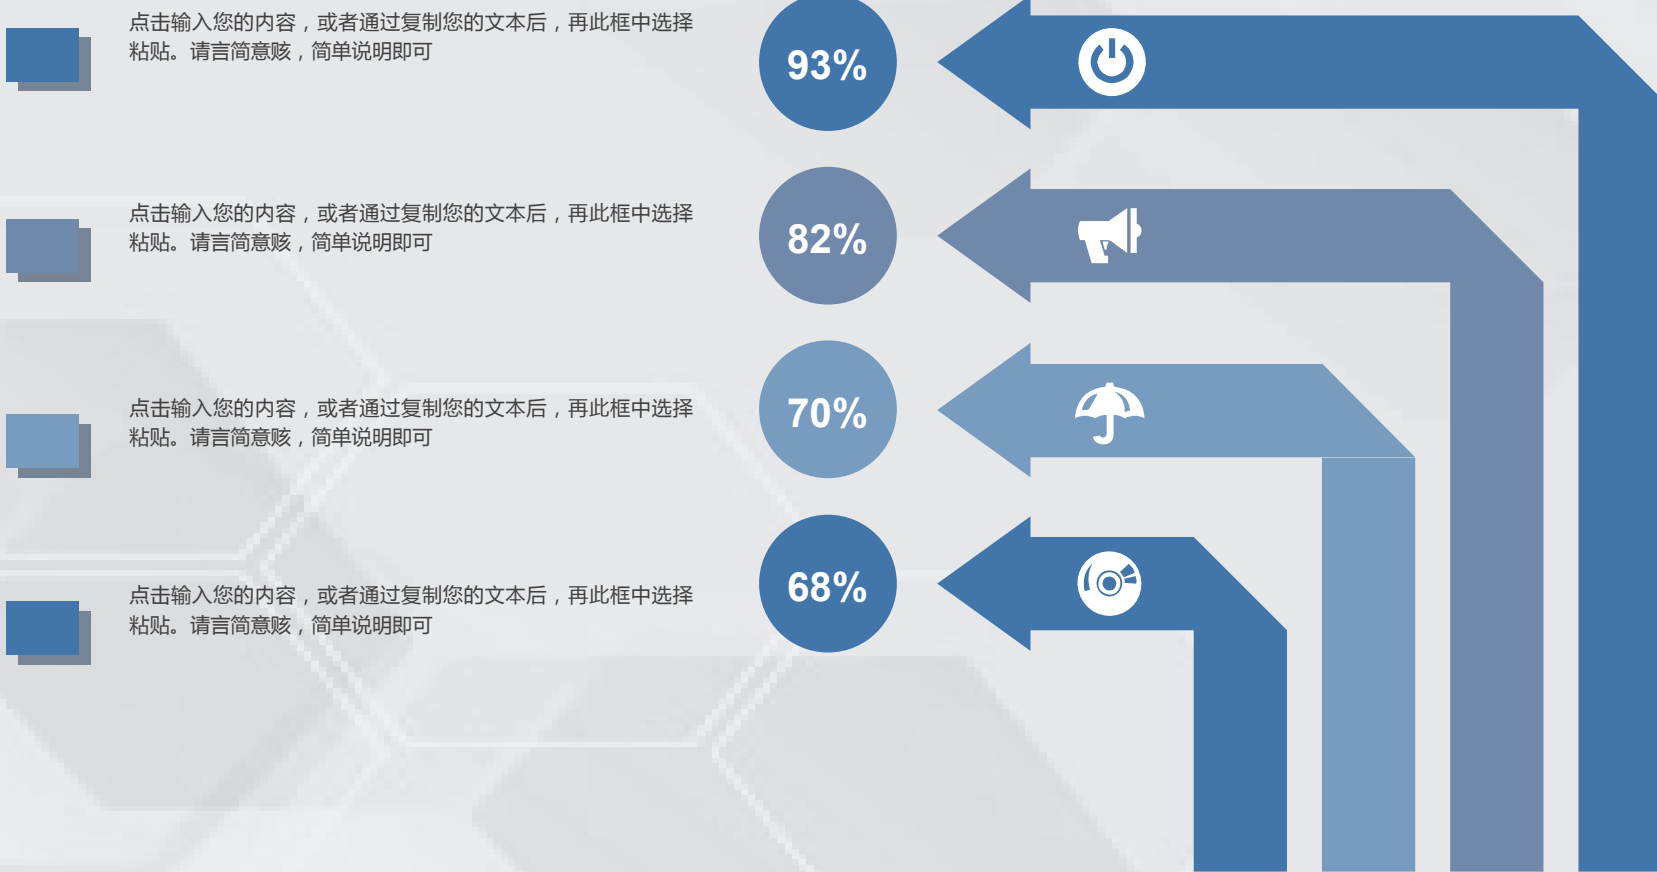 点击输入您的内容，或者通过复制您的文本后，再此框中选择
粘贴。请言简意赅，简单说明即可
93%
点击输入您的内容，或者通过复制您的文本后，再此框中选择
粘贴。请言简意赅，简单说明即可
82%
点击输入您的内容，或者通过复制您的文本后，再此框中选择
粘贴。请言简意赅，简单说明即可
70%
点击输入您的内容，或者通过复制您的文本后，再此框中选择
粘贴。请言简意赅，简单说明即可
68%